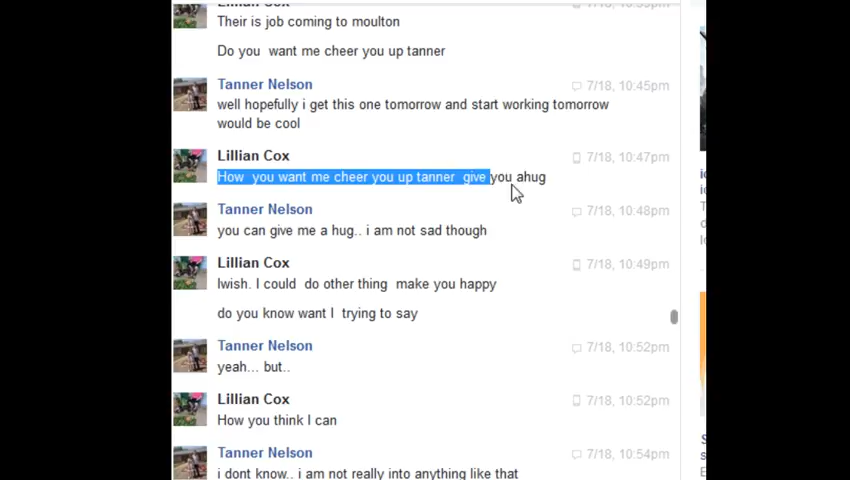 Lillian Cox
7/18, 10:39pm
Their is job coming to moulton
Do you want me cheer you up tanner
Tanner Nelson
7/18, 10:45pm
well hopefully i get this one tomorrow and start working tomorrow
would be cool
Lillian Cox
7/18, 10:47pm
How you want me cheer you up tanner give you ahug
Tanner Nelson
7/18, 10:48pm
you can give me a hug.. i am not sad though
Lillian Cox
7/18, 10:49pm
Iwish. I could do other thing make you happy
do you know want I trying to say
Tanner Nelson
7/18, 10:52pm
yeah... but..
Lillian Cox
7/18, 10:52pm
How you think I can
Tanner Nelson
7/18, 10:54pm
i dont know.. i am not really into anything like that